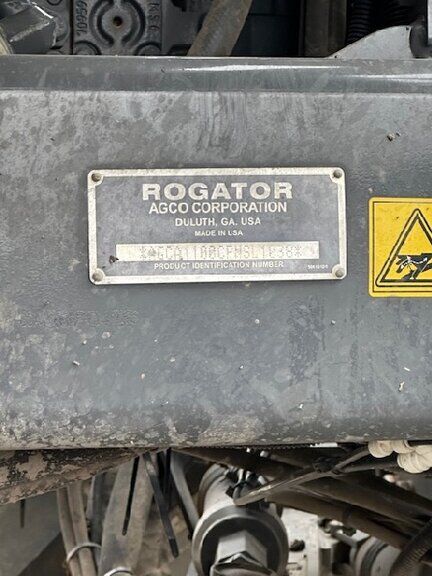 ROGATOR
AGCO CORPORATION
DULUTH, GA. USA
MADE IN USA
PRODUCT IDENTIFICATION NUMBER